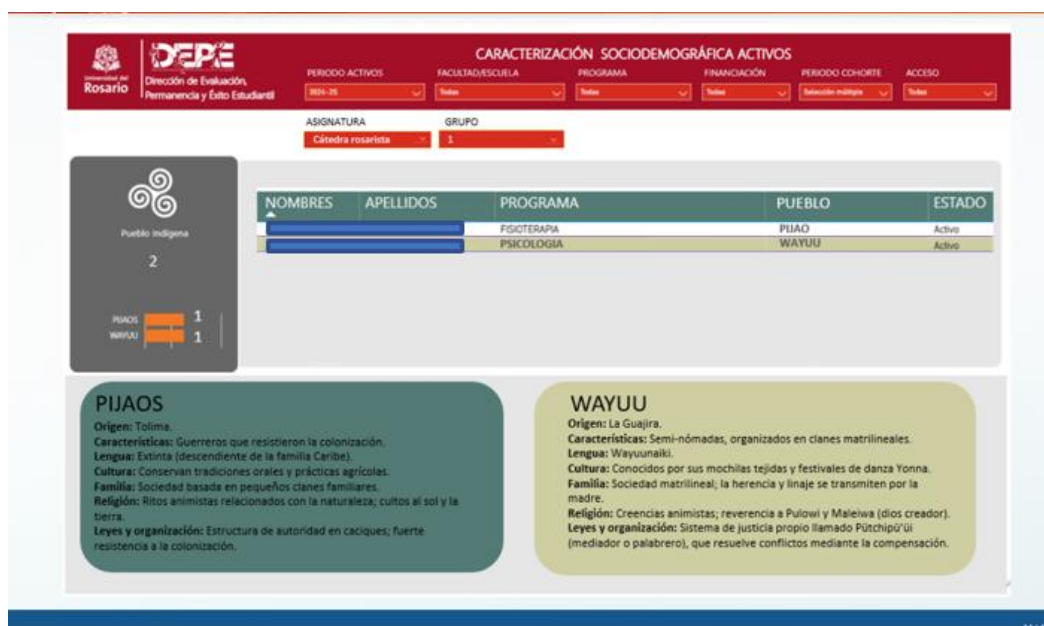 Universidad del
Rosario
DEPE
Dirección de Evaluación,
Permanencia y Éxito Estudiantil
CARACTERIZACIÓN SOCIODEMOGRÁFICA ACTIVOS
PERIODO ACTIVOS FACULTAD/ESCUELA PROGRAMA FINANCIACIÓN PERIODO COHORTE ACCESO
2024-2S Todas Todas Todas Selección múltiple Todas
ASIGNATURA GRUPO
Cátedra rosarista 1
Pueblo Indígena
2
PIJAOS 1
WAYUU 1
NOMBRES APELLIDOS PROGRAMA PUEBLO ESTADO
FISIOTERAPIA PIJAO Activo
PSICOLOGIA WAYUU Activo
PIJAOS
Origen: Tolima.
Características: Guerreros que resistieron la colonización.
Lengua: Extinta (descendiente de la familia Caribe).
Cultura: Conservan tradiciones orales y prácticas agrícolas.
Familia: Sociedad basada en pequeños clanes familiares.
Religión: Ritos animistas relacionados con la naturaleza; cultos al sol y la
tierra.
Leyes y organización: Estructura de autoridad en caciques; fuerte
resistencia a la colonización.
WAYUU
Origen: La Guajira.
Características: Semi-nómadas, organizados en clanes matrilineales.
Lengua: Wayuunaiki.
Cultura: Conocidos por sus mochilas tejidas y festivales de danza Yonna.
Familia: Sociedad matrilineal; la herencia y linaje se transmiten por la
madre.
Religión: Creencias animistas; reverencia a Pulowi y Maleiwa (dios creador).
Leyes y organización: Sistema de justicia propio llamado Pütchipü'üi
(mediador o palabrero), que resuelve conflictos mediante la compensación.